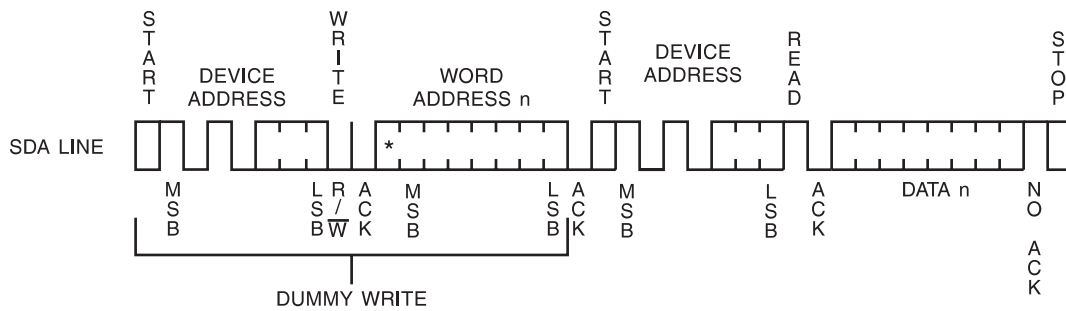 START
WRITE
START
READ
STOP
DEVICE
ADDRESS
WORD
ADDRESS n
DEVICE
ADDRESS
SDA LINE
*
MSB
LSB
R/W
ACK
MSB
LSB
ACK
MSB
LSB
ACK
DATA n
NO ACK
DUMMY WRITE